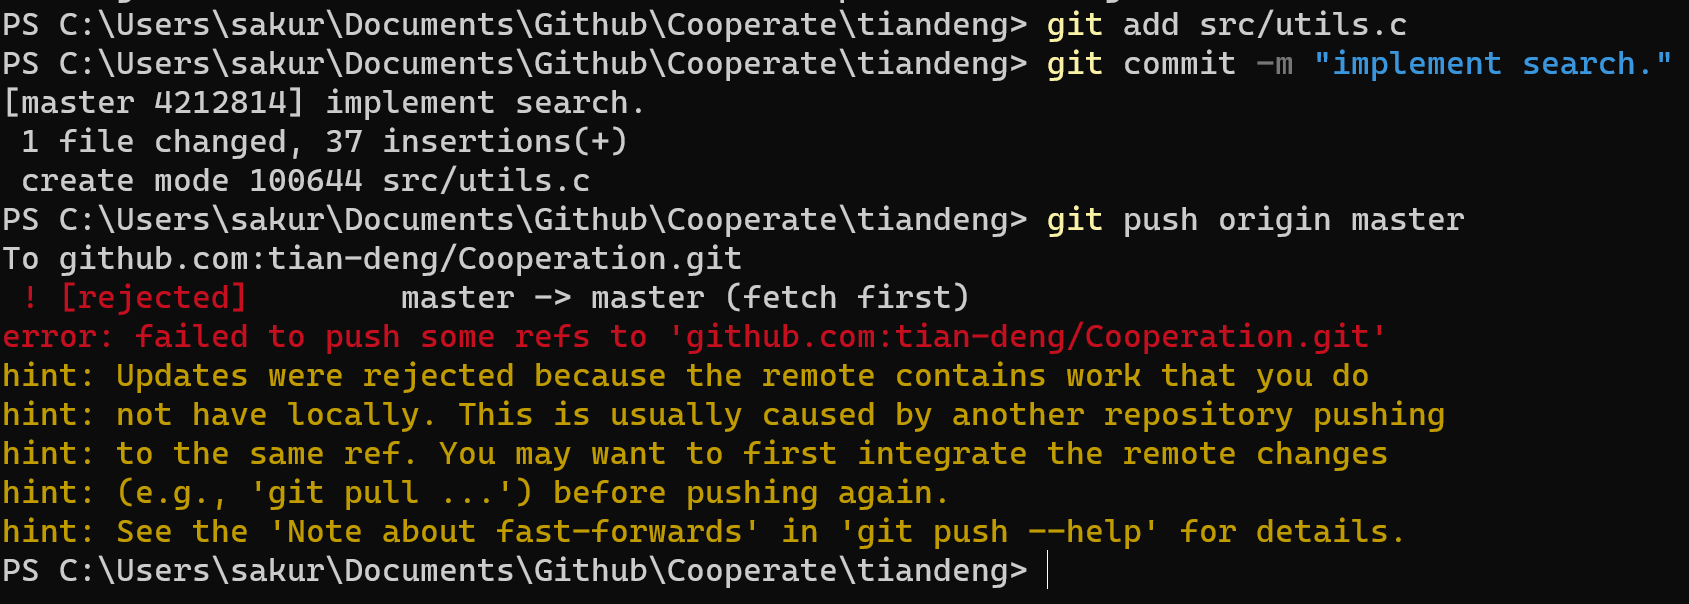 PS C:\Users\sakur\Documents\Github\Cooperate\tiandeng> git add src/utils.c
PS C:\Users\sakur\Documents\Github\Cooperate\tiandeng> git commit -m "implement search."
[master 4212814] implement search.
 1 file changed, 37 insertions(+)
 create mode 100644 src/utils.c
PS C:\Users\sakur\Documents\Github\Cooperate\tiandeng> git push origin master
To github.com:tian-deng/Cooperation.git
 ! [rejected]        master -> master (fetch first)
error: failed to push some refs to 'github.com:tian-deng/Cooperation.git'
hint: Updates were rejected because the remote contains work that you do
hint: not have locally. This is usually caused by another repository pushing
hint: to the same ref. You may want to first integrate the remote changes
hint: (e.g., 'git pull ...') before pushing again.
hint: See the 'Note about fast-forwards' in 'git push --help' for details.
PS C:\Users\sakur\Documents\Github\Cooperate\tiandeng>